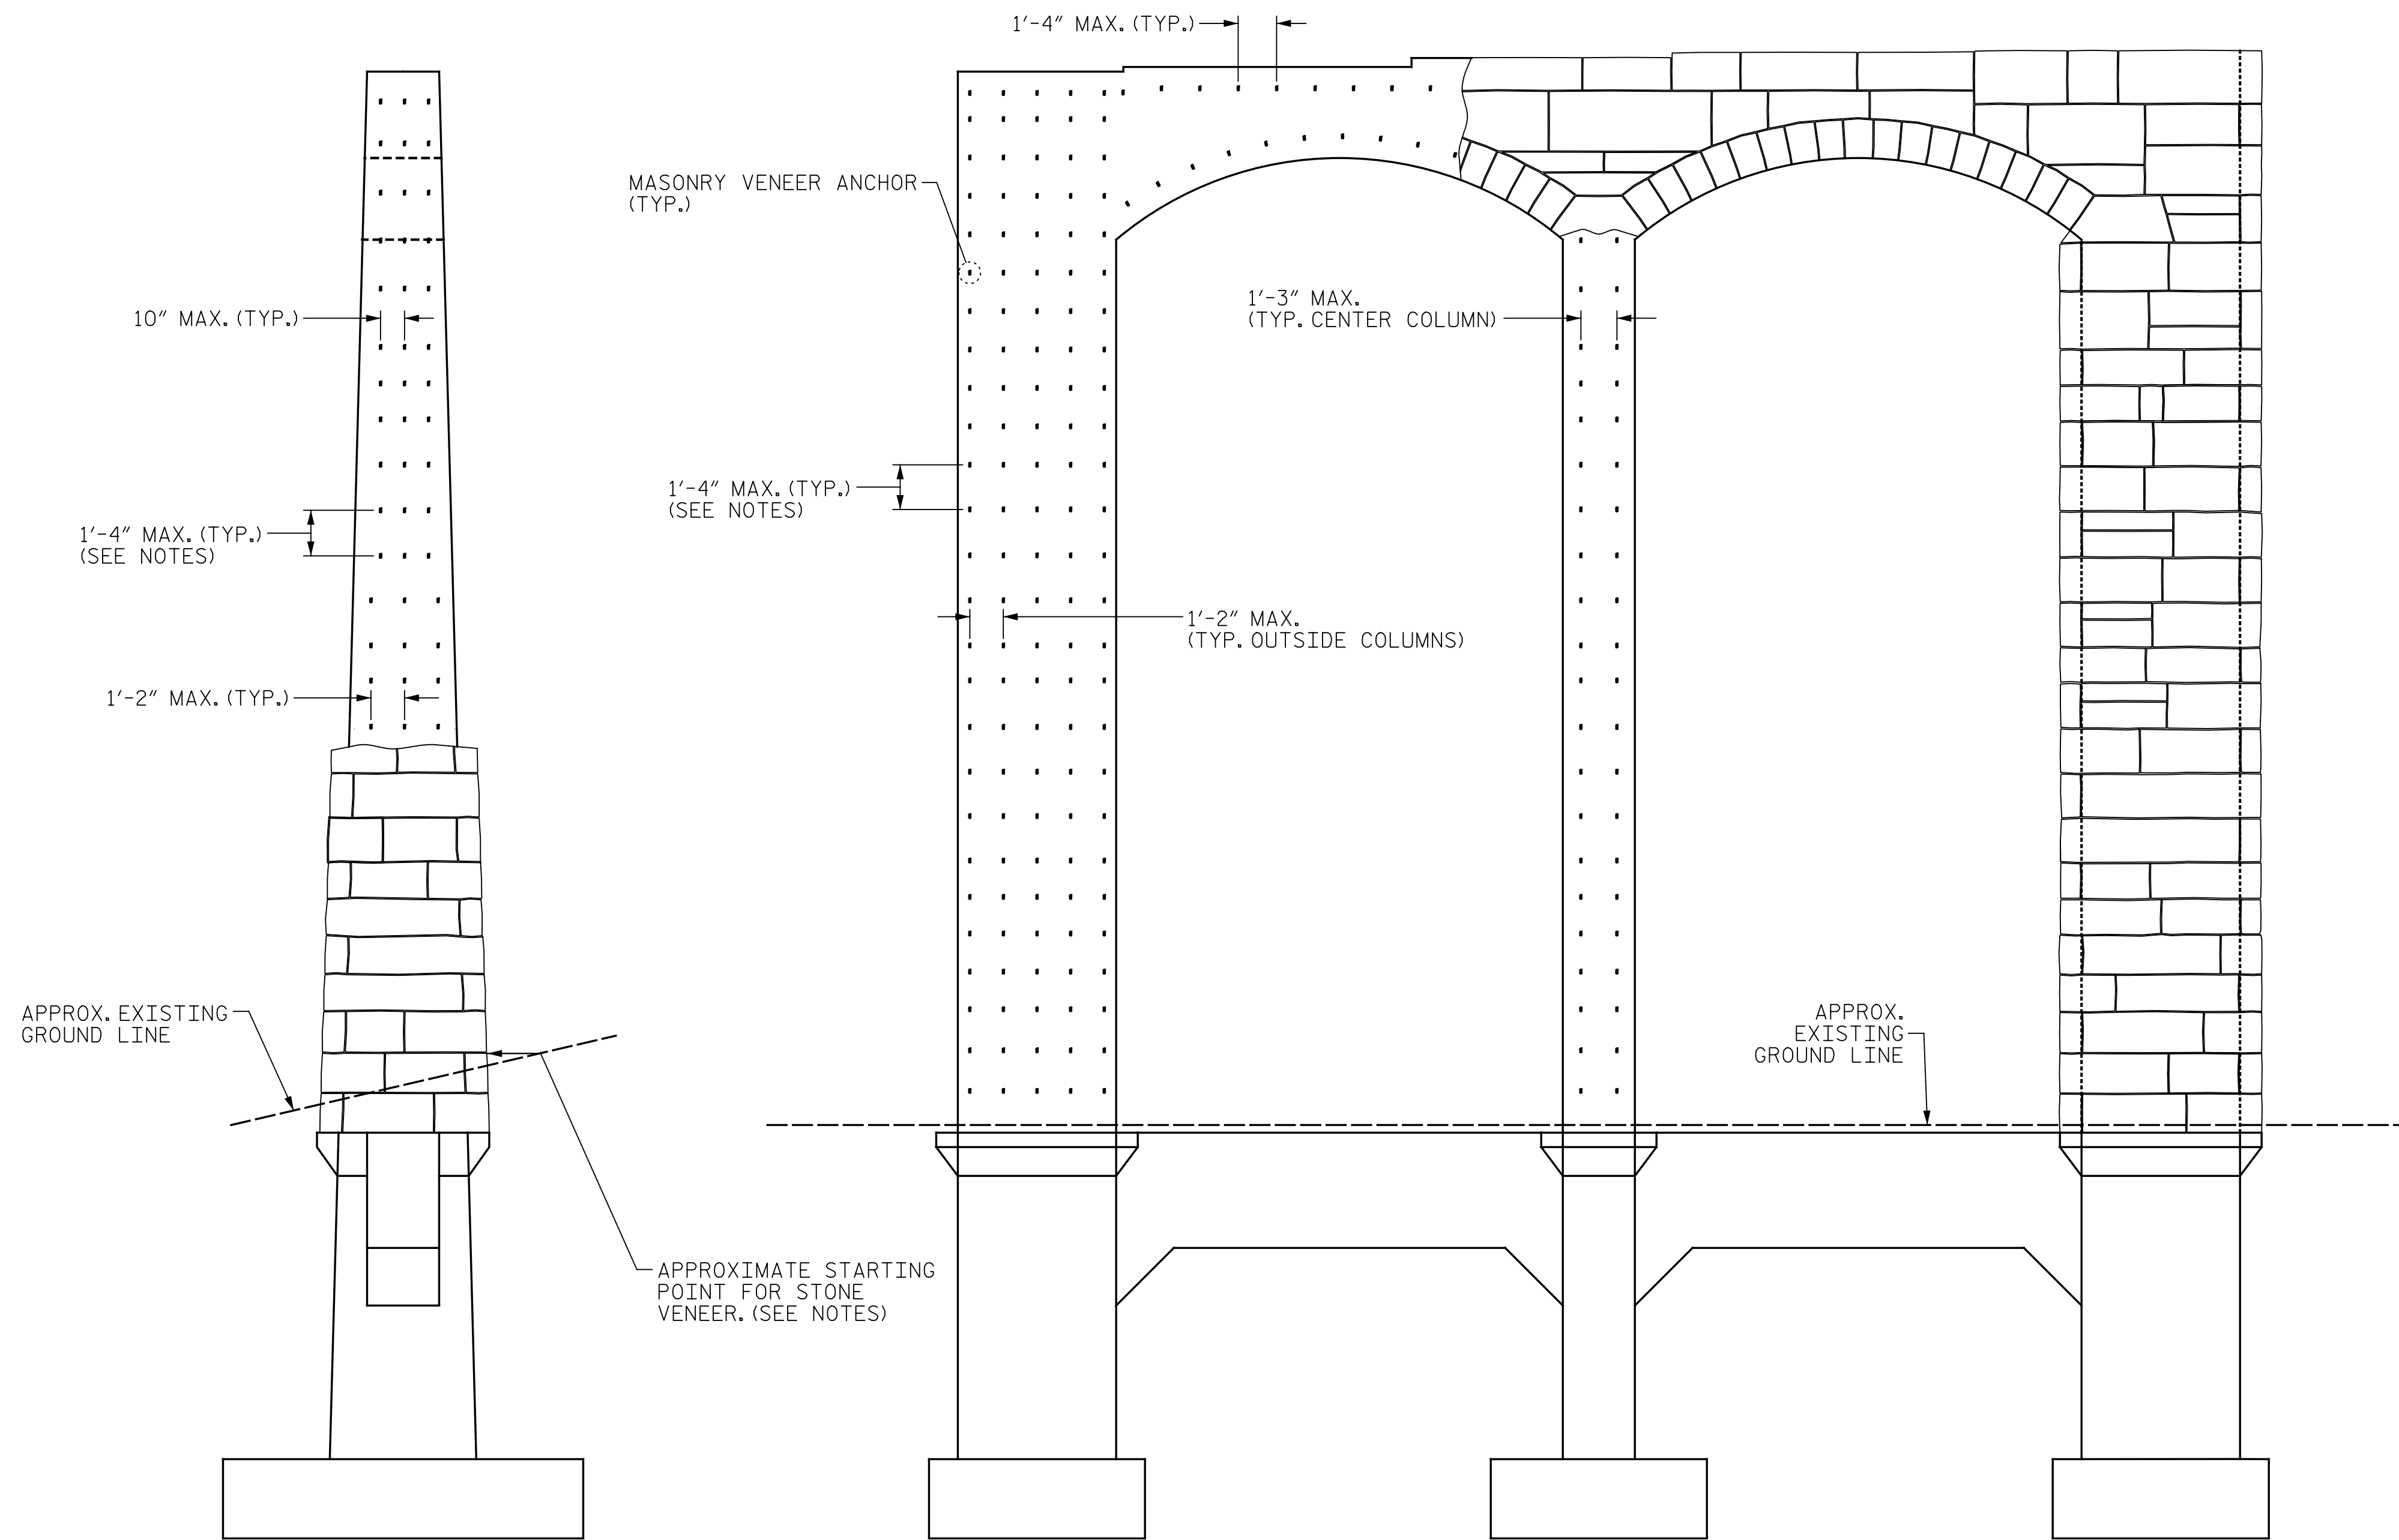 1'-4" MAX. (TYP.)
MASONRY VENEER ANCHOR
(TYP.)
10" MAX. (TYP.)
1'-3" MAX.
(TYP. CENTER COLUMN)
1'-4" MAX. (TYP.)
(SEE NOTES)
1'-4" MAX. (TYP.)
(SEE NOTES)
1'-2" MAX.
(TYP. OUTSIDE COLUMNS)
1'-2" MAX. (TYP.)
APPROX. EXISTING
GROUND LINE
APPROX.
EXISTING
GROUND LINE
APPROXIMATE STARTING
POINT FOR STONE
VENEER. (SEE NOTES)